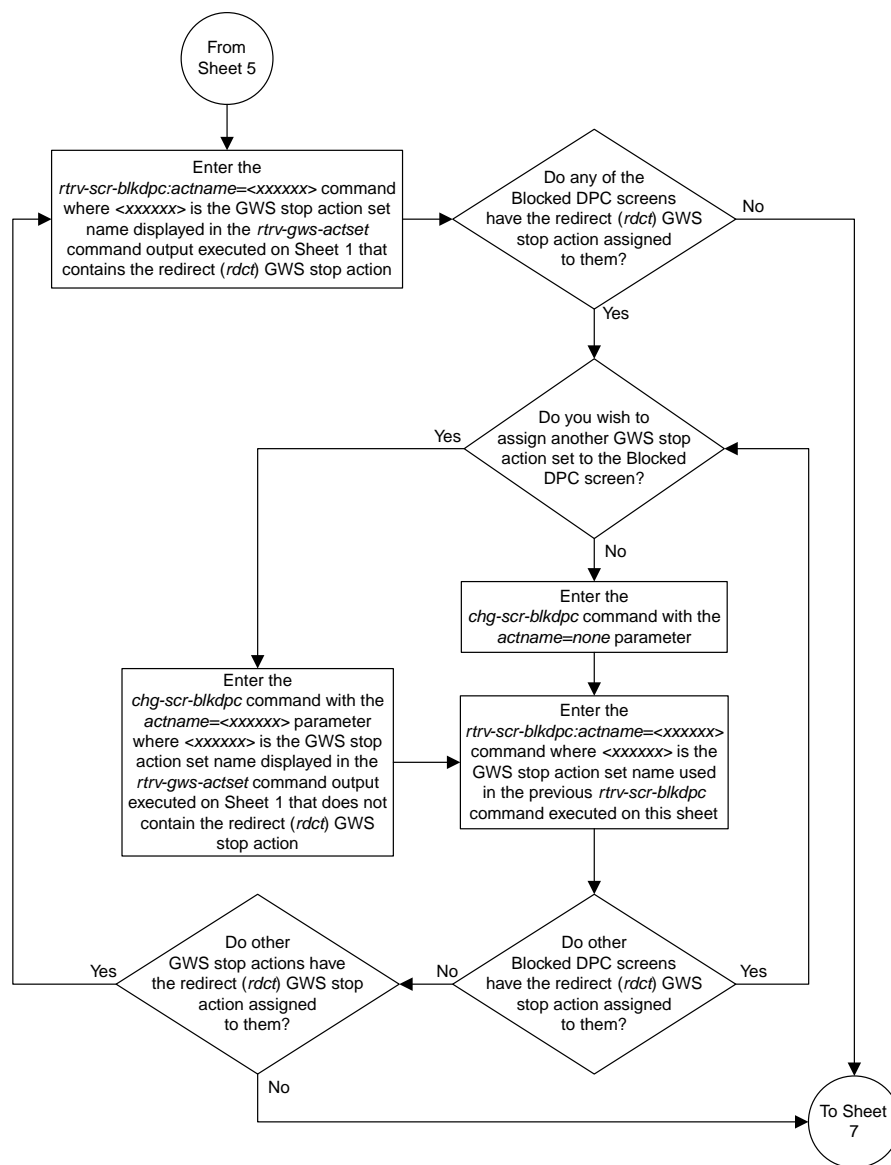 From
Sheet 5
Enter the
rtrv-scr-blkdpc:actname=<xxxxxx> command
where <xxxxxx> is the GWS stop action set
name displayed in the rtrv-gws-actset
command output executed on Sheet 1 that
contains the redirect (rdct) GWS stop action
Do any of the
Blocked DPC screens
have the redirect (rdct) GWS
stop action assigned
to them?
No
Yes
Do you wish to
assign another GWS stop
action set to the Blocked
DPC screen?
Yes
No
Enter the
chg-scr-blkdpc command with the
actname=none parameter
Enter the
chg-scr-blkdpc command with the
actname=<xxxxxx> parameter
where <xxxxxx> is the GWS stop
action set name displayed in the
rtrv-gws-actset command output
executed on Sheet 1 that does not
contain the redirect (rdct) GWS
stop action
Enter the
rtrv-scr-blkdpc:actname=<xxxxxx>
command where <xxxxxx> is the
GWS stop action set name used
in the previous rtrv-scr-blkdpc
command executed on this sheet
Do other
Blocked DPC screens
have the redirect (rdct) GWS
stop action assigned
to them?
Yes
No
Do other
GWS stop actions have
the redirect (rdct) GWS stop
action assigned
to them?
Yes
No
To Sheet
7